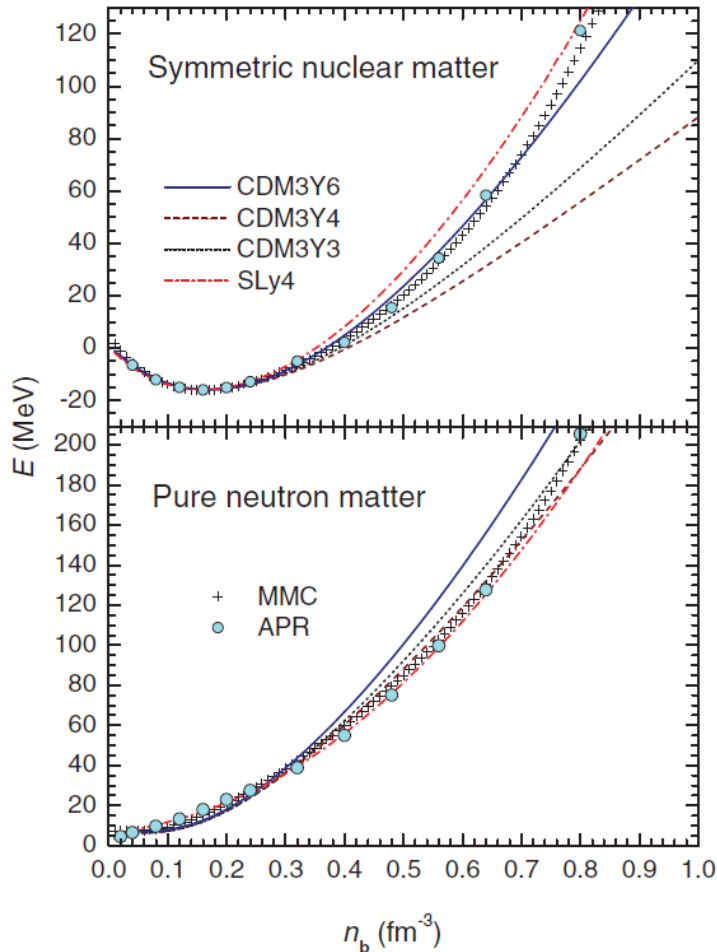 120
100
80
60
40
20
0
-20
Symmetric nuclear matter
CDM3Y6
CDM3Y4
CDM3Y3
SLy4
E (MeV)
200
180
160
140
120
100
80
60
40
20
0
Pure neutron matter
MMC
APR
0.0 0.1 0.2 0.3 0.4 0.5 0.6 0.7 0.8 0.9 1.0
n_b (fm⁻³)